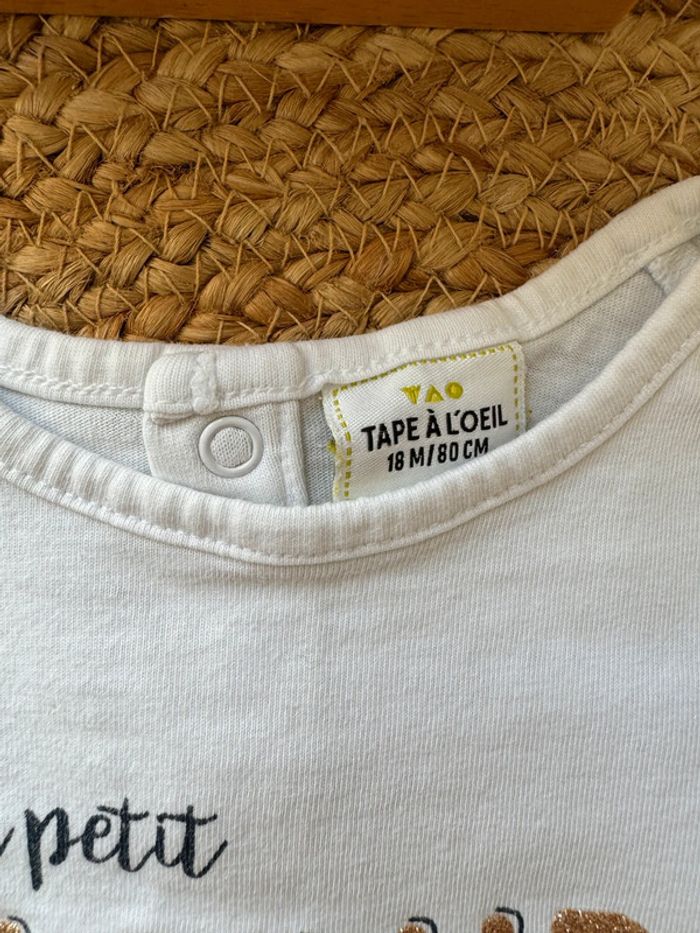 TAO
TAPE À L'OEIL
18 M/80 CM
petit